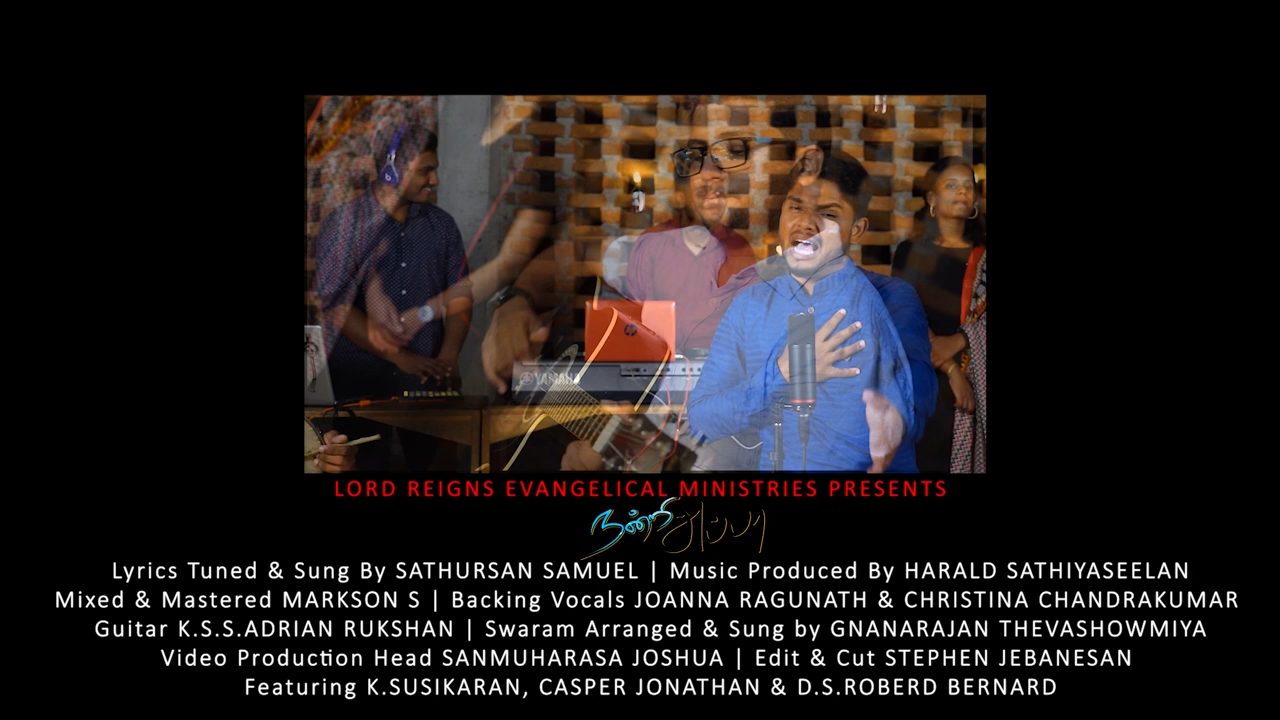 YAMAHA
LORD REIGNS EVANGELICAL MINISTRIES PRESENTS
நன்றி அப்பா
Lyrics Tuned & Sung By SATHURSAN SAMUEL | Music Produced By HARALD SATHIYASEELAN
Mixed & Mastered MARKSON S | Backing Vocals JOANNA RAGUNATH & CHRISTINA CHANDRAKUMAR
Guitar K.S.S.ADRIAN RUKSHAN | Swaram Arranged & Sung by GNANARAJAN THEVASHOWMIYA
Video Production Head SANMUHARASA JOSHUA | Edit & Cut STEPHEN JEBANESAN
Featuring K.SUSIKARAN, CASPER JONATHAN & D.S.ROBERD BERNARD